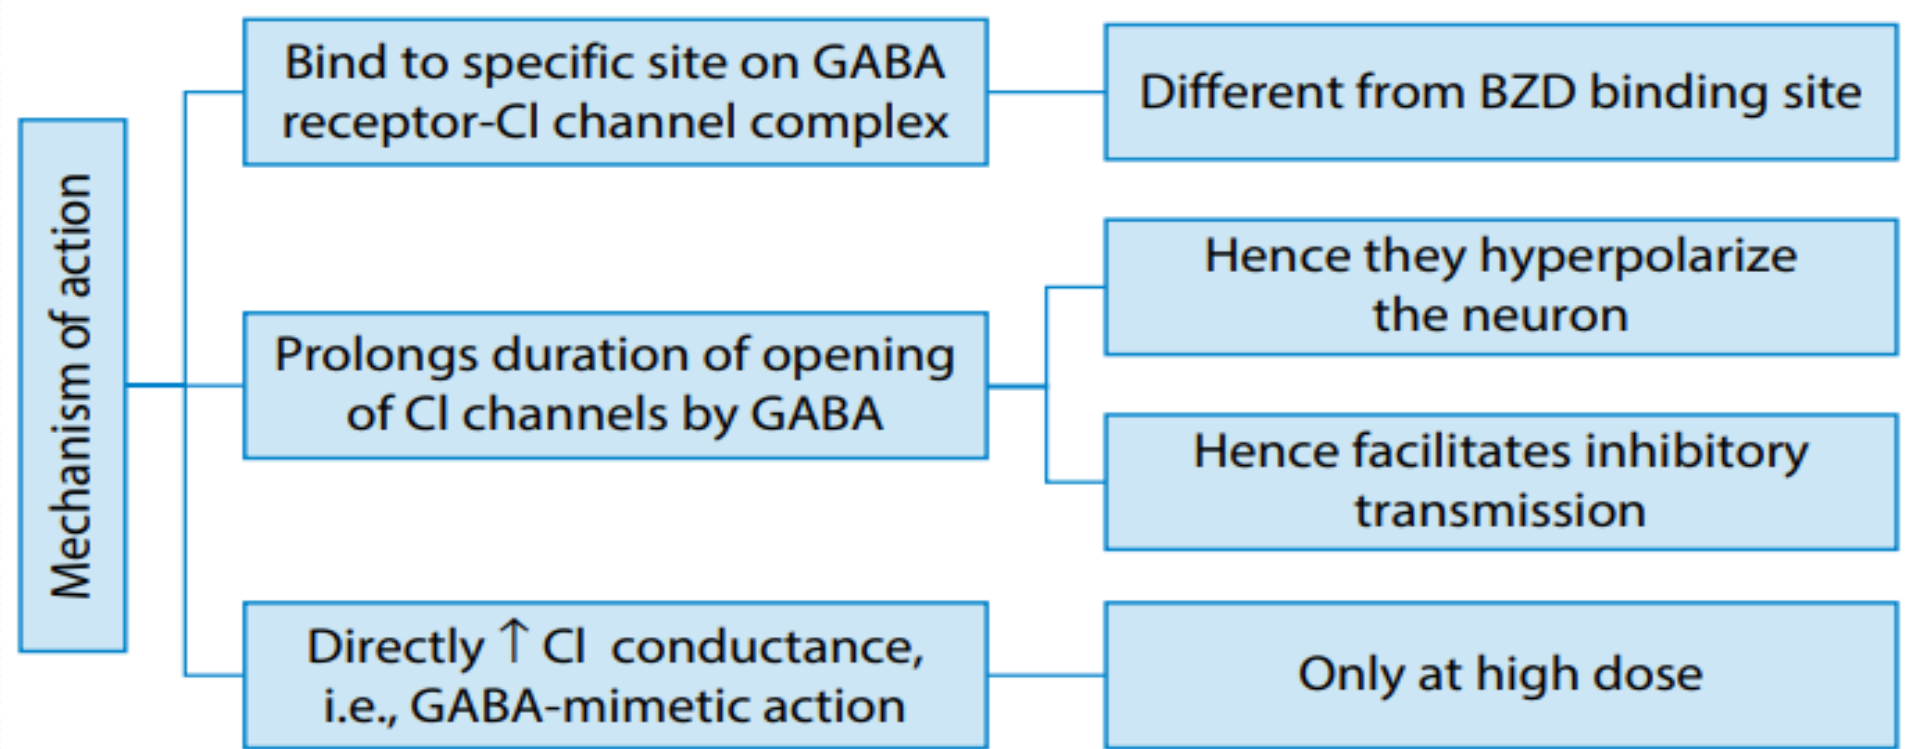 Mechanism of action
Bind to specific site on GABA
receptor-Cl channel complex
Different from BZD binding site
Prolongs duration of opening
of Cl channels by GABA
Hence they hyperpolarize
the neuron
Hence facilitates inhibitory
transmission
Directly ↑ Cl conductance,
i.e., GABA-mimetic action
Only at high dose